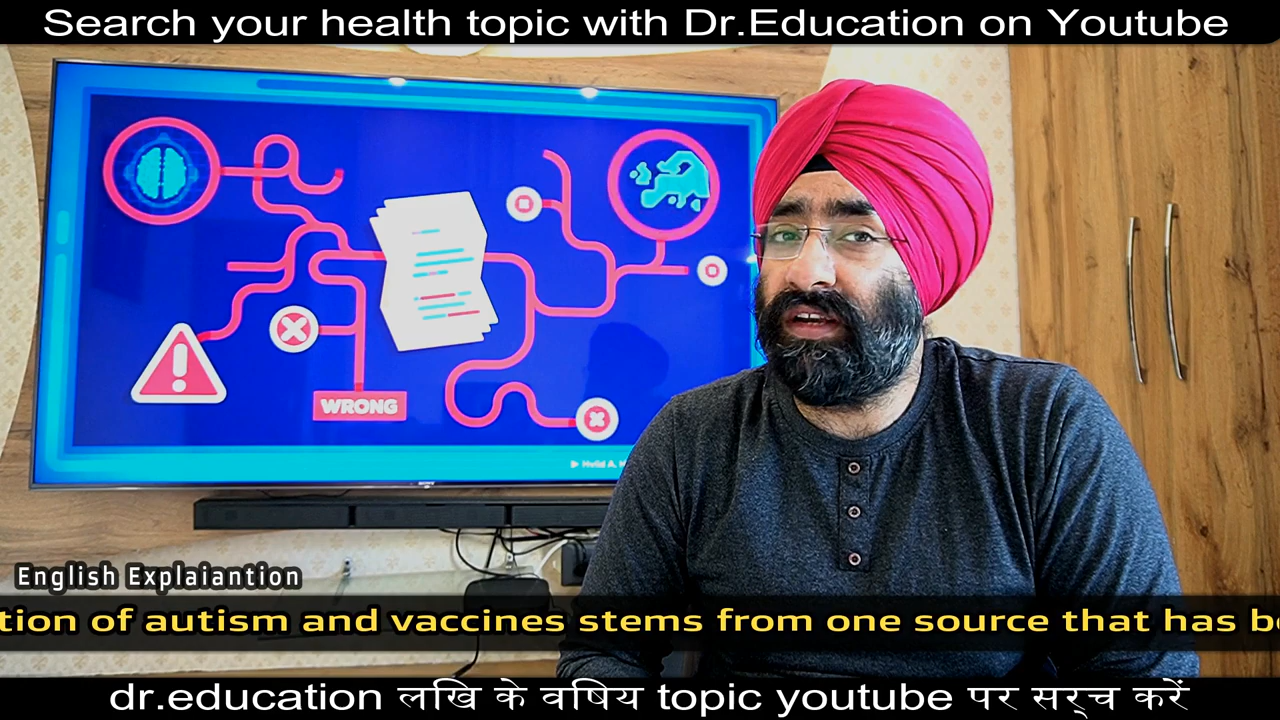 Search your health topic with Dr.Education on Youtube
WRONG
SONY
English Explaiantion
tion of autism and vaccines stems from one source that has b
dr.education लखि के वषिय topic youtube पर सर्च करें